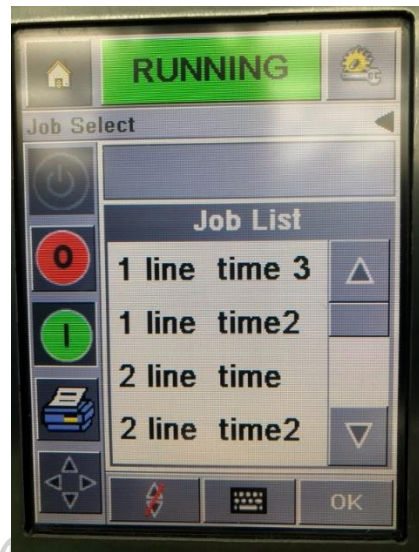 RUNNING
Job Select
Job List
0
1 line time 3
I
1 line time2
2 line time
2 line time2
OK